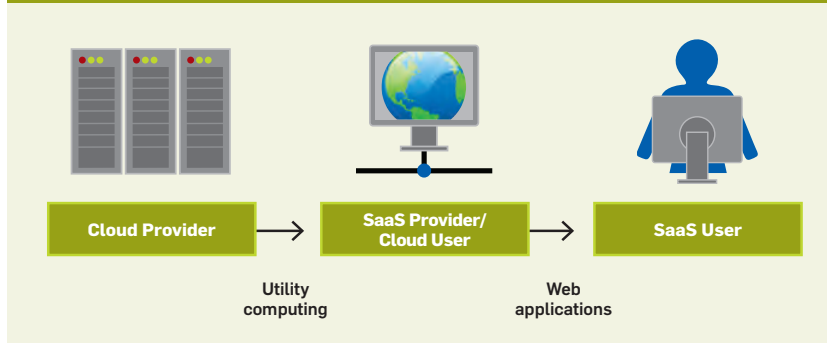 Cloud Provider
SaaS Provider/
Cloud User
SaaS User
Utility
computing
Web
applications